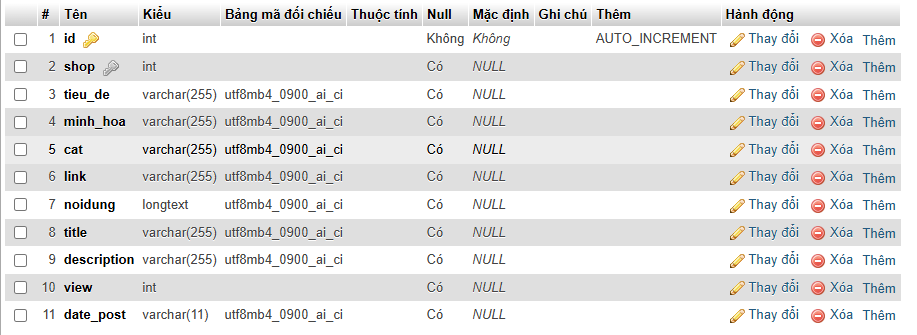 # Tên Kiểu Bảng mã đối chiếu Thuộc tính Null Mặc định Ghi chú Thêm Hành động
1 id int Không Không AUTO_INCREMENT Thay đổi Xóa Thêm
2 shop int Có NULL Thay đổi Xóa Thêm
3 tieu_de varchar(255) utf8mb4_0900_ai_ci Có NULL Thay đổi Xóa Thêm
4 minh_hoa varchar(255) utf8mb4_0900_ai_ci Có NULL Thay đổi Xóa Thêm
5 cat varchar(255) utf8mb4_0900_ai_ci Có NULL Thay đổi Xóa Thêm
6 link varchar(255) utf8mb4_0900_ai_ci Có NULL Thay đổi Xóa Thêm
7 noidung longtext utf8mb4_0900_ai_ci Có NULL Thay đổi Xóa Thêm
8 title varchar(255) utf8mb4_0900_ai_ci Có NULL Thay đổi Xóa Thêm
9 description varchar(255) utf8mb4_0900_ai_ci Có NULL Thay đổi Xóa Thêm
10 view int Có NULL Thay đổi Xóa Thêm
11 date_post varchar(11) utf8mb4_0900_ai_ci Có NULL Thay đổi Xóa Thêm